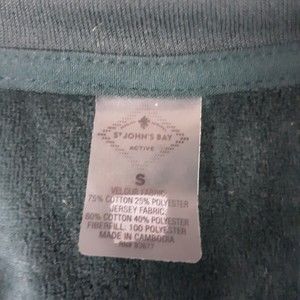 ST JOHN'S BAY
ACTIVE
S
VELOUR FABRIC:
75% COTTON 25% POLYESTER
JERSEY FABRIC:
60% COTTON 40% POLYESTER
FIBERFILL: 100 POLYESTER
MADE IN CAMBODIA